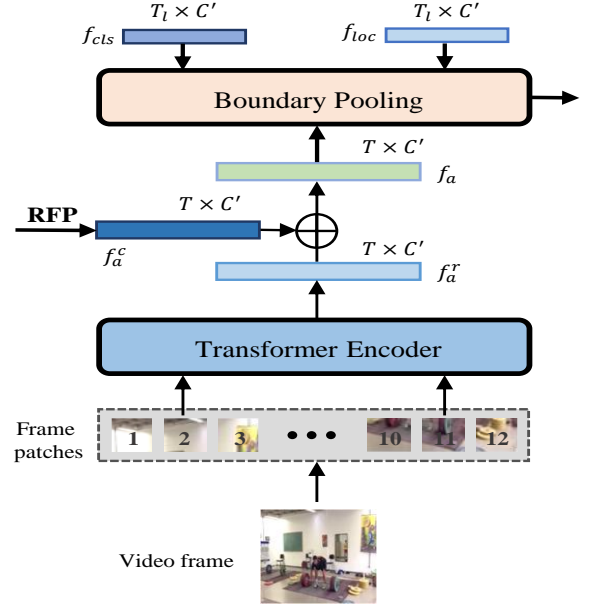 T_l × C′
T_l × C′
f_cls
f_loc
Boundary Pooling
T × C′
f_a
RFP
T × C′
T × C′
f_a^c
f_a^r
Transformer Encoder
Frame patches
1 2 3 ••• 10 11 12
Video frame